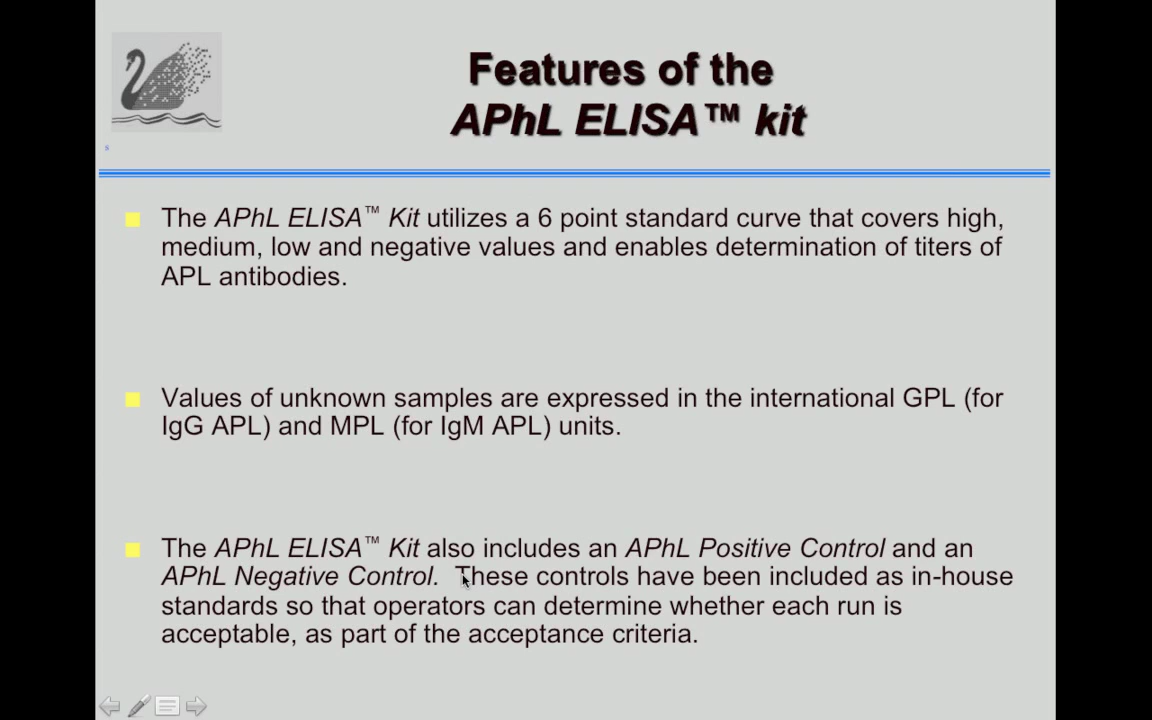 Features of the
APhL ELISA™ kit
s
The APhL ELISA™ Kit utilizes a 6 point standard curve that covers high,
medium, low and negative values and enables determination of titers of
APL antibodies.
Values of unknown samples are expressed in the international GPL (for
IgG APL) and MPL (for IgM APL) units.
The APhL ELISA™ Kit also includes an APhL Positive Control and an
APhL Negative Control.  These controls have been included as in-house
standards so that operators can determine whether each run is
acceptable, as part of the acceptance criteria.